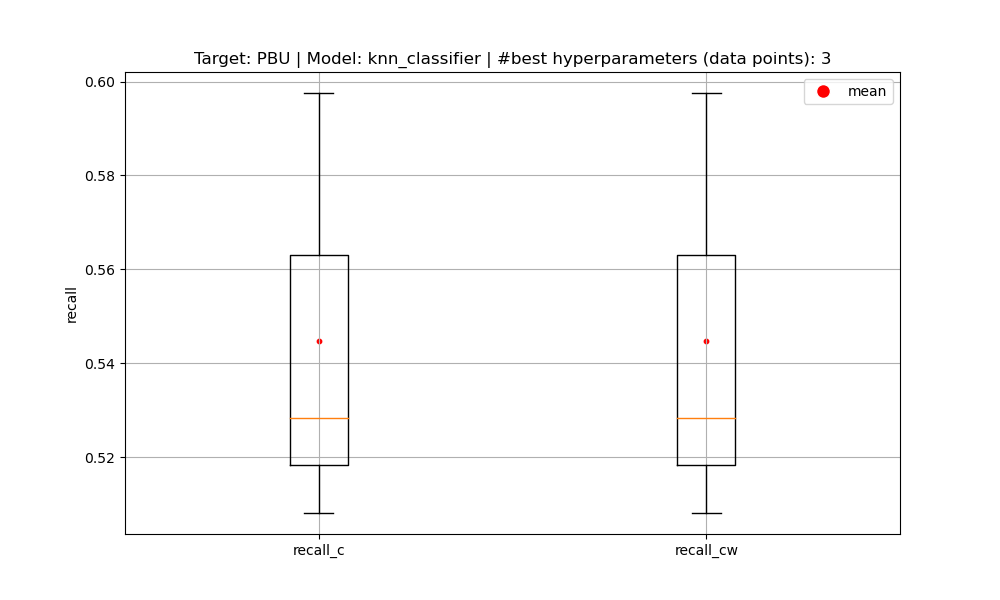 Target: PBU | Model: knn_classifier | #best hyperparameters (data points): 3
mean
0.60
0.58
0.56
0.54
0.52
recall
recall_c
recall_cw